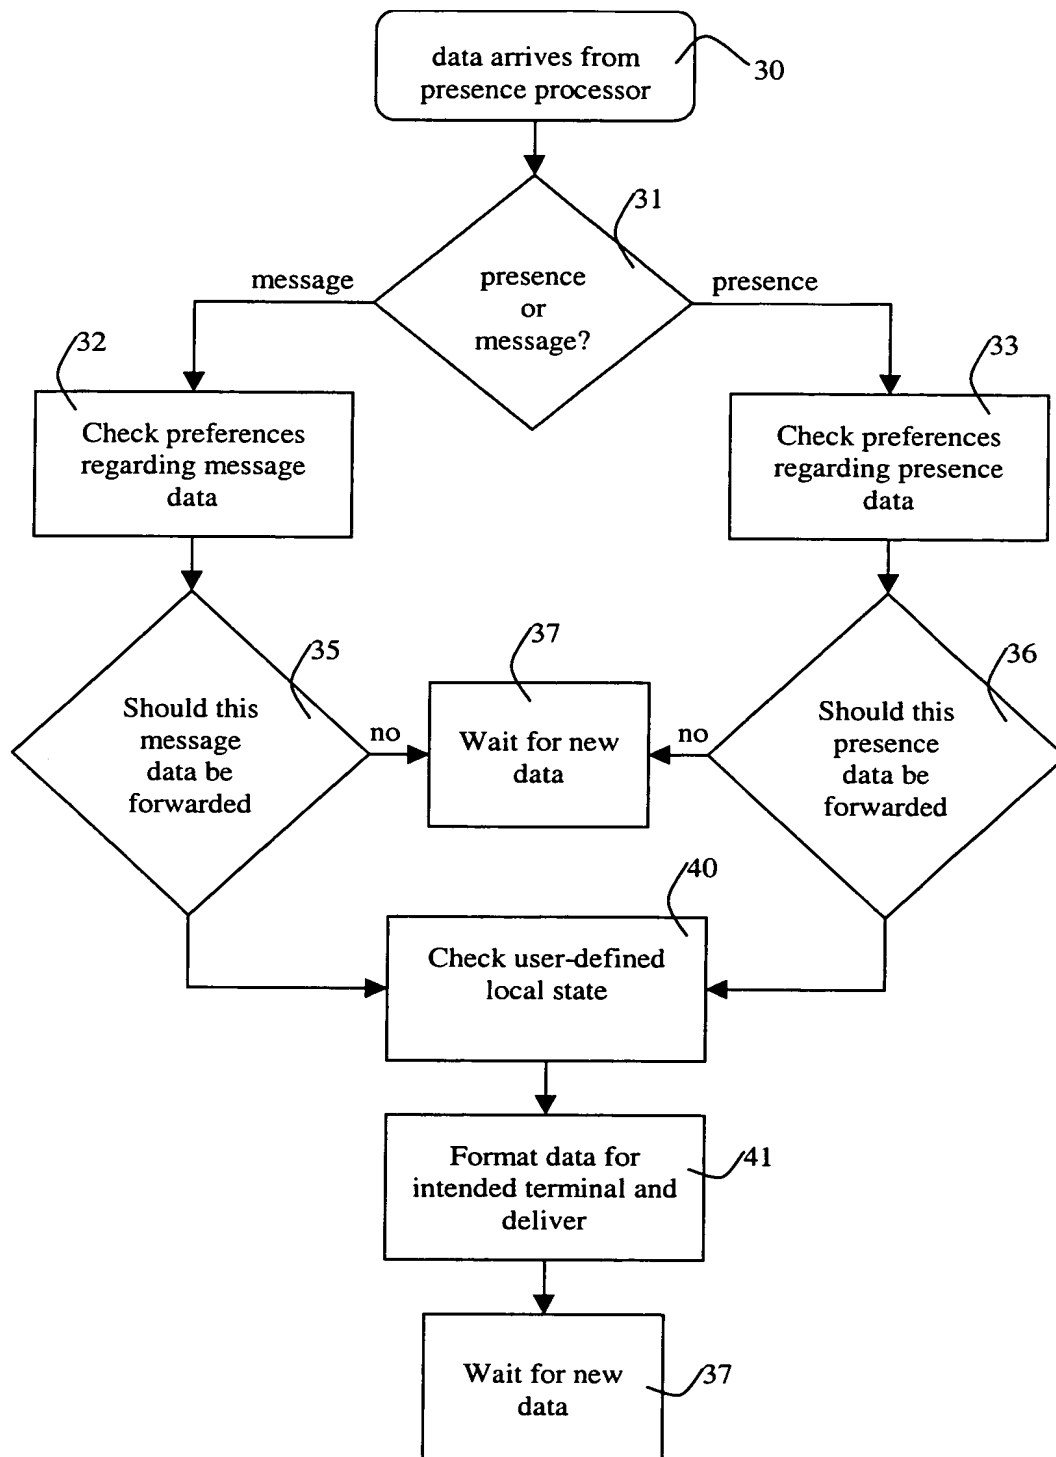 data arrives from
presence processor
30
31
presence
or
message?
message
presence
32
33
Check preferences
regarding message
data
Check preferences
regarding presence
data
35
37
36
Should this
message
data be
forwarded
no
Wait for new
data
no
Should this
presence
data be
forwarded
40
Check user-defined
local state
41
Format data for
intended terminal and
deliver
Wait for new
data
37